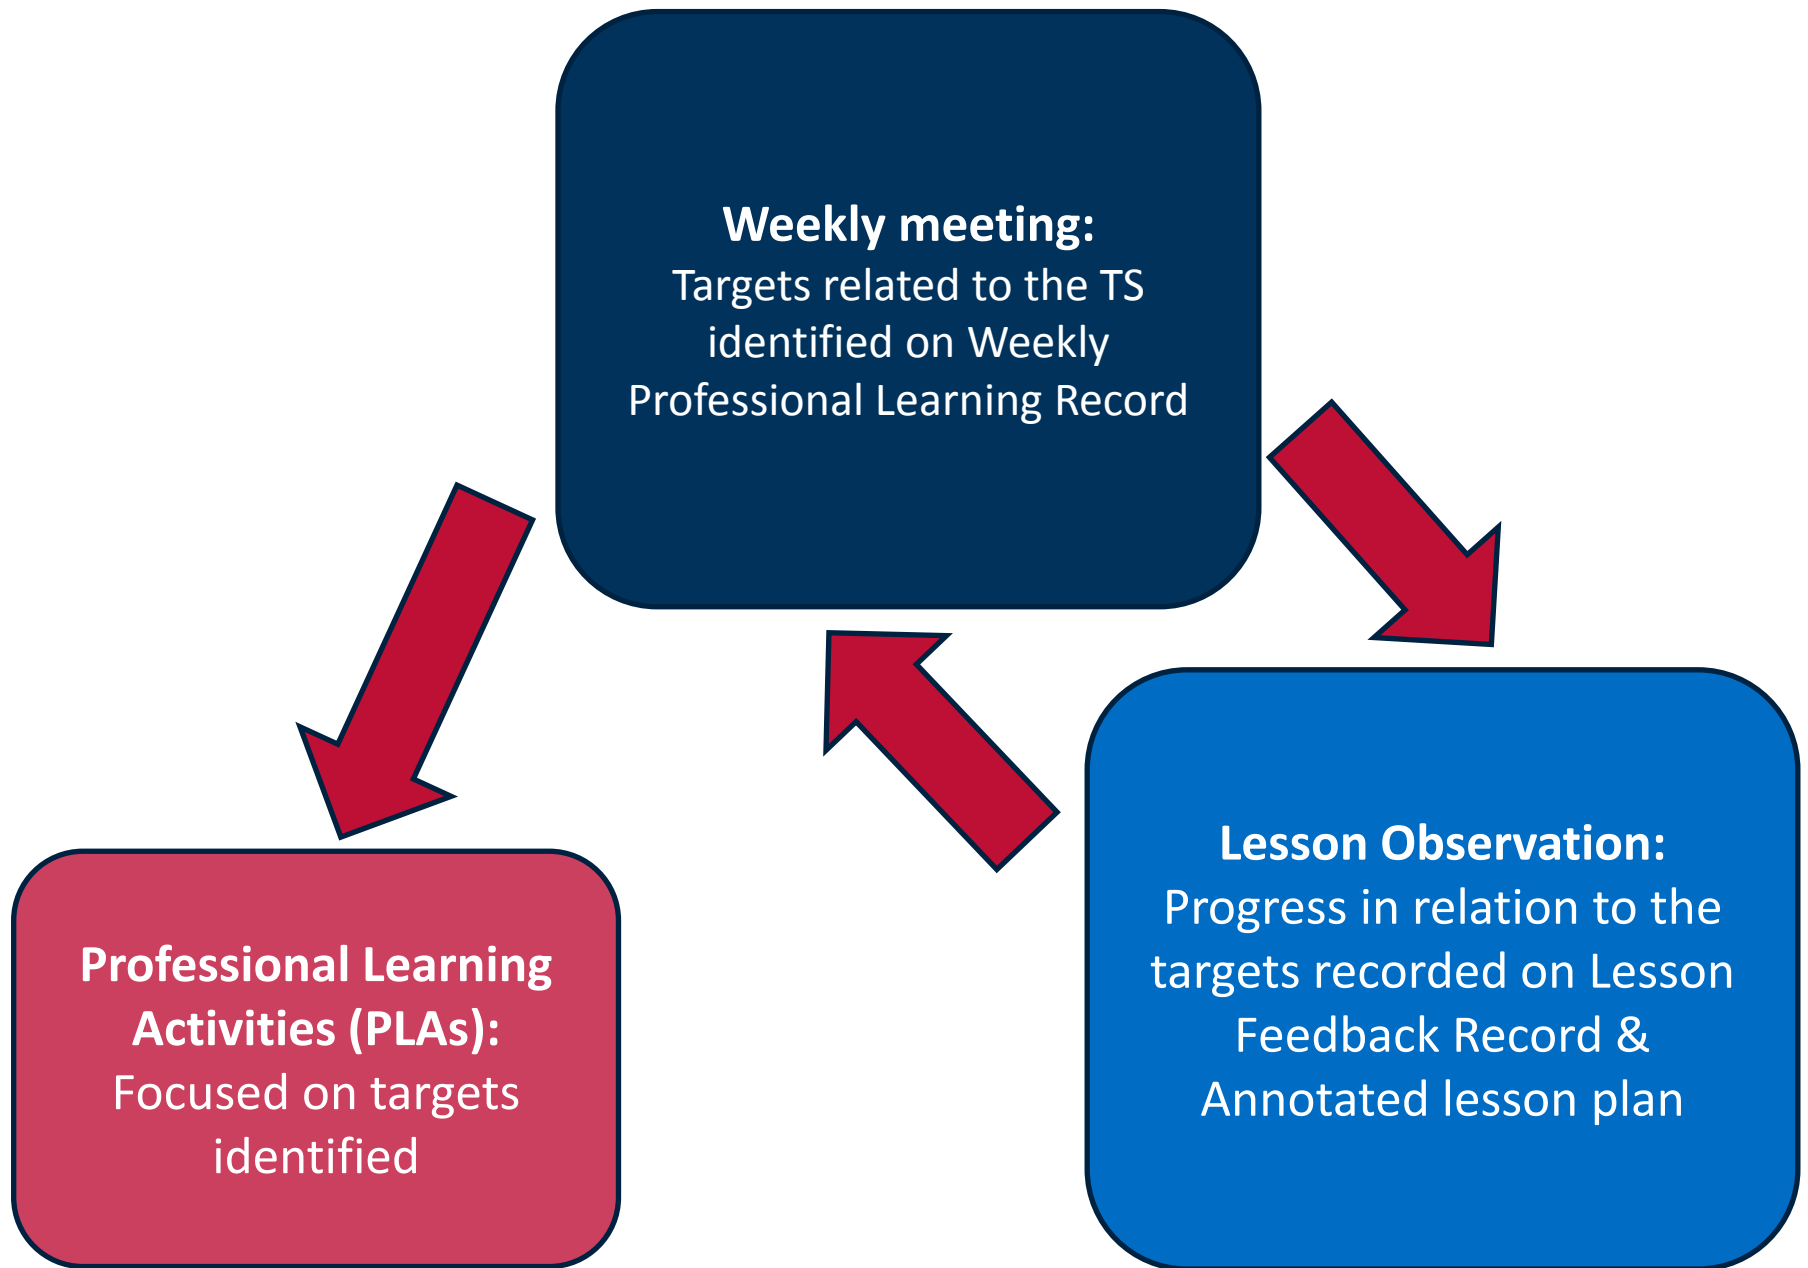 Weekly meeting:
Targets related to the TS
identified on Weekly
Professional Learning Record
Professional Learning
Activities (PLAs):
Focused on targets
identified
Lesson Observation:
Progress in relation to the
targets recorded on Lesson
Feedback Record &
Annotated lesson plan